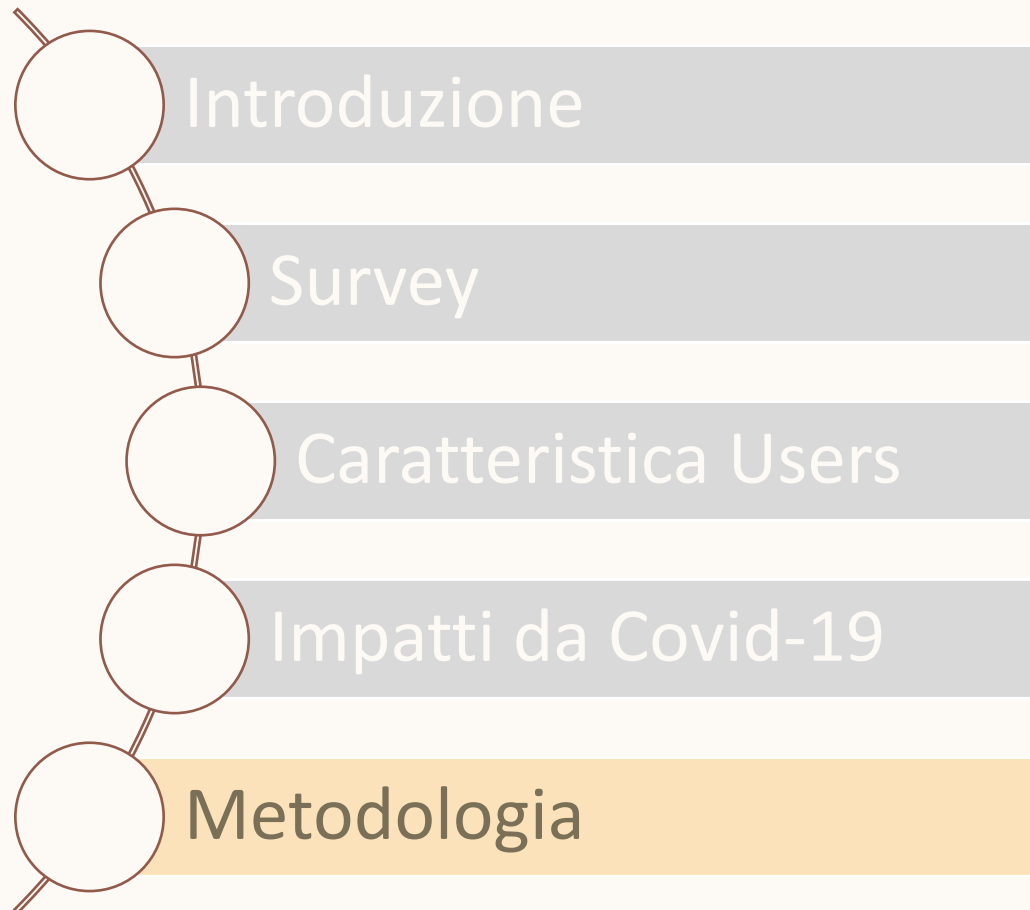 Introduzione
Survey
Caratteristica Users
Impatti da Covid-19
Metodologia